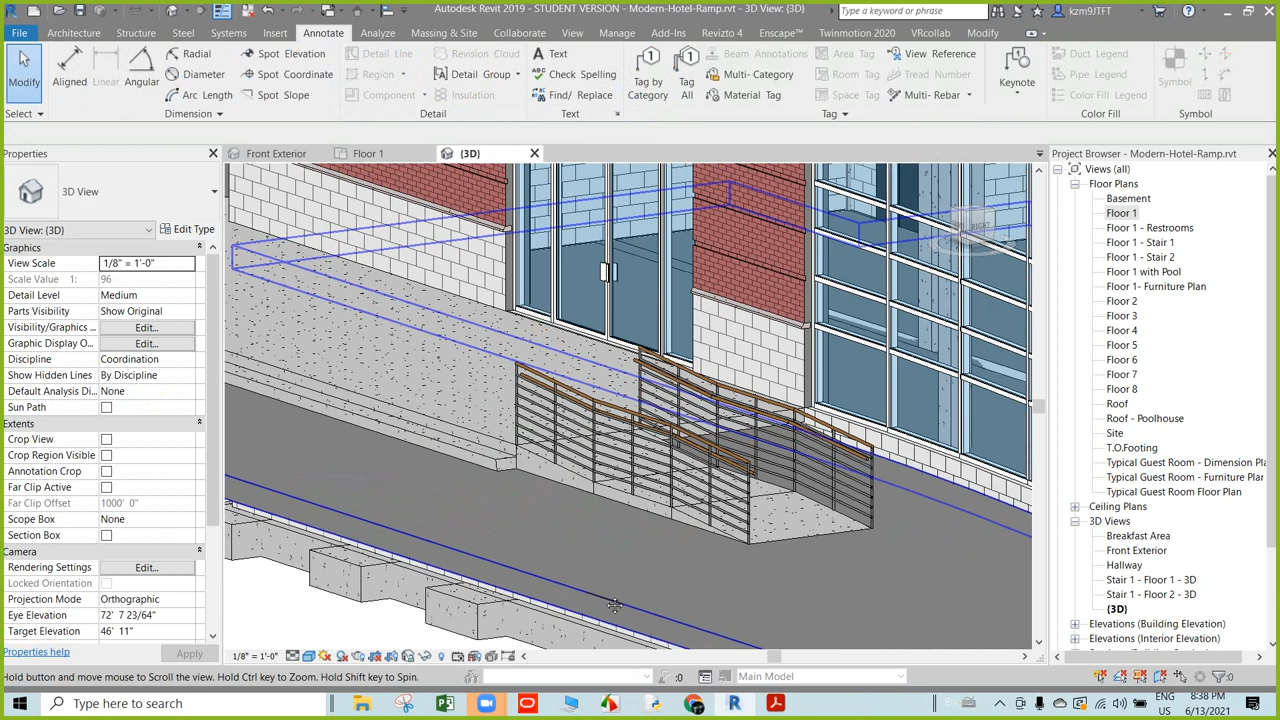 Autodesk Revit 2019 - STUDENT VERSION - Modern-Hotel-Ramp.rvt - 3D View: {3D}
Type a keyword or phrase
kzm9JTFT
File Architecture Structure Steel Systems Insert Annotate Analyze Massing & Site Collaborate View Manage Add-Ins Revizto 4 Enscape™ Twinmotion 2020 VRcollab Modify
Modify
Aligned
Linear
Angular
Radial
Diameter
Arc Length
Spot Elevation
Spot Coordinate
Spot Slope
Detail Line
Region
Component
Revision Cloud
Detail Group
Insulation
Text
Check Spelling
Find/ Replace
Tag by Category
Tag All
Beam Annotations
Multi- Category
Material Tag
Area Tag
Room Tag
Space Tag
View Reference
Tread Number
Multi- Rebar
Keynote
Duct Legend
Pipe Legend
Color Fill Legend
Symbol
Select
Dimension
Detail
Text
Tag
Color Fill
Symbol
Properties
Front Exterior
Floor 1
{3D}
Project Browser - Modern-Hotel-Ramp.rvt
3D View
3D View: {3D}
Edit Type
Graphics
View Scale 1/8" = 1'-0"
Scale Value 1: 96
Detail Level Medium
Parts Visibility Show Original
Visibility/Graphics ... Edit...
Graphic Display O... Edit...
Discipline Coordination
Show Hidden Lines By Discipline
Default Analysis Di... None
Sun Path
Extents
Crop View
Crop Region Visible
Annotation Crop
Far Clip Active
Far Clip Offset 1000' 0"
Scope Box None
Section Box
Camera
Rendering Settings Edit...
Locked Orientation
Projection Mode Orthographic
Eye Elevation 72' 7 23/64"
Target Elevation 46' 11"
Properties help
Apply
RIGHT
Views (all)
Floor Plans
Basement
Floor 1
Floor 1 - Restrooms
Floor 1 - Stair 1
Floor 1 - Stair 2
Floor 1 with Pool
Floor 1- Furniture Plan
Floor 2
Floor 3
Floor 4
Floor 5
Floor 6
Floor 7
Floor 8
Roof
Roof - Poolhouse
Site
T.O.Footing
Typical Guest Room - Dimension Pla
Typical Guest Room - Furniture Plan
Typical Guest Room Floor Plan
Ceiling Plans
3D Views
Breakfast Area
Front Exterior
Hallway
Stair 1 - Floor 1 - 3D
Stair 1 - Floor 2 - 3D
{3D}
Elevations (Building Elevation)
Elevations (Interior Elevation)
1/8" = 1'-0"
Hold button and move mouse to Scroll the view. Hold Ctrl key to Zoom. Hold Shift key to Spin.
:0
Main Model
:0
Type here to search
ENG
US
8:38 PM
6/13/2021